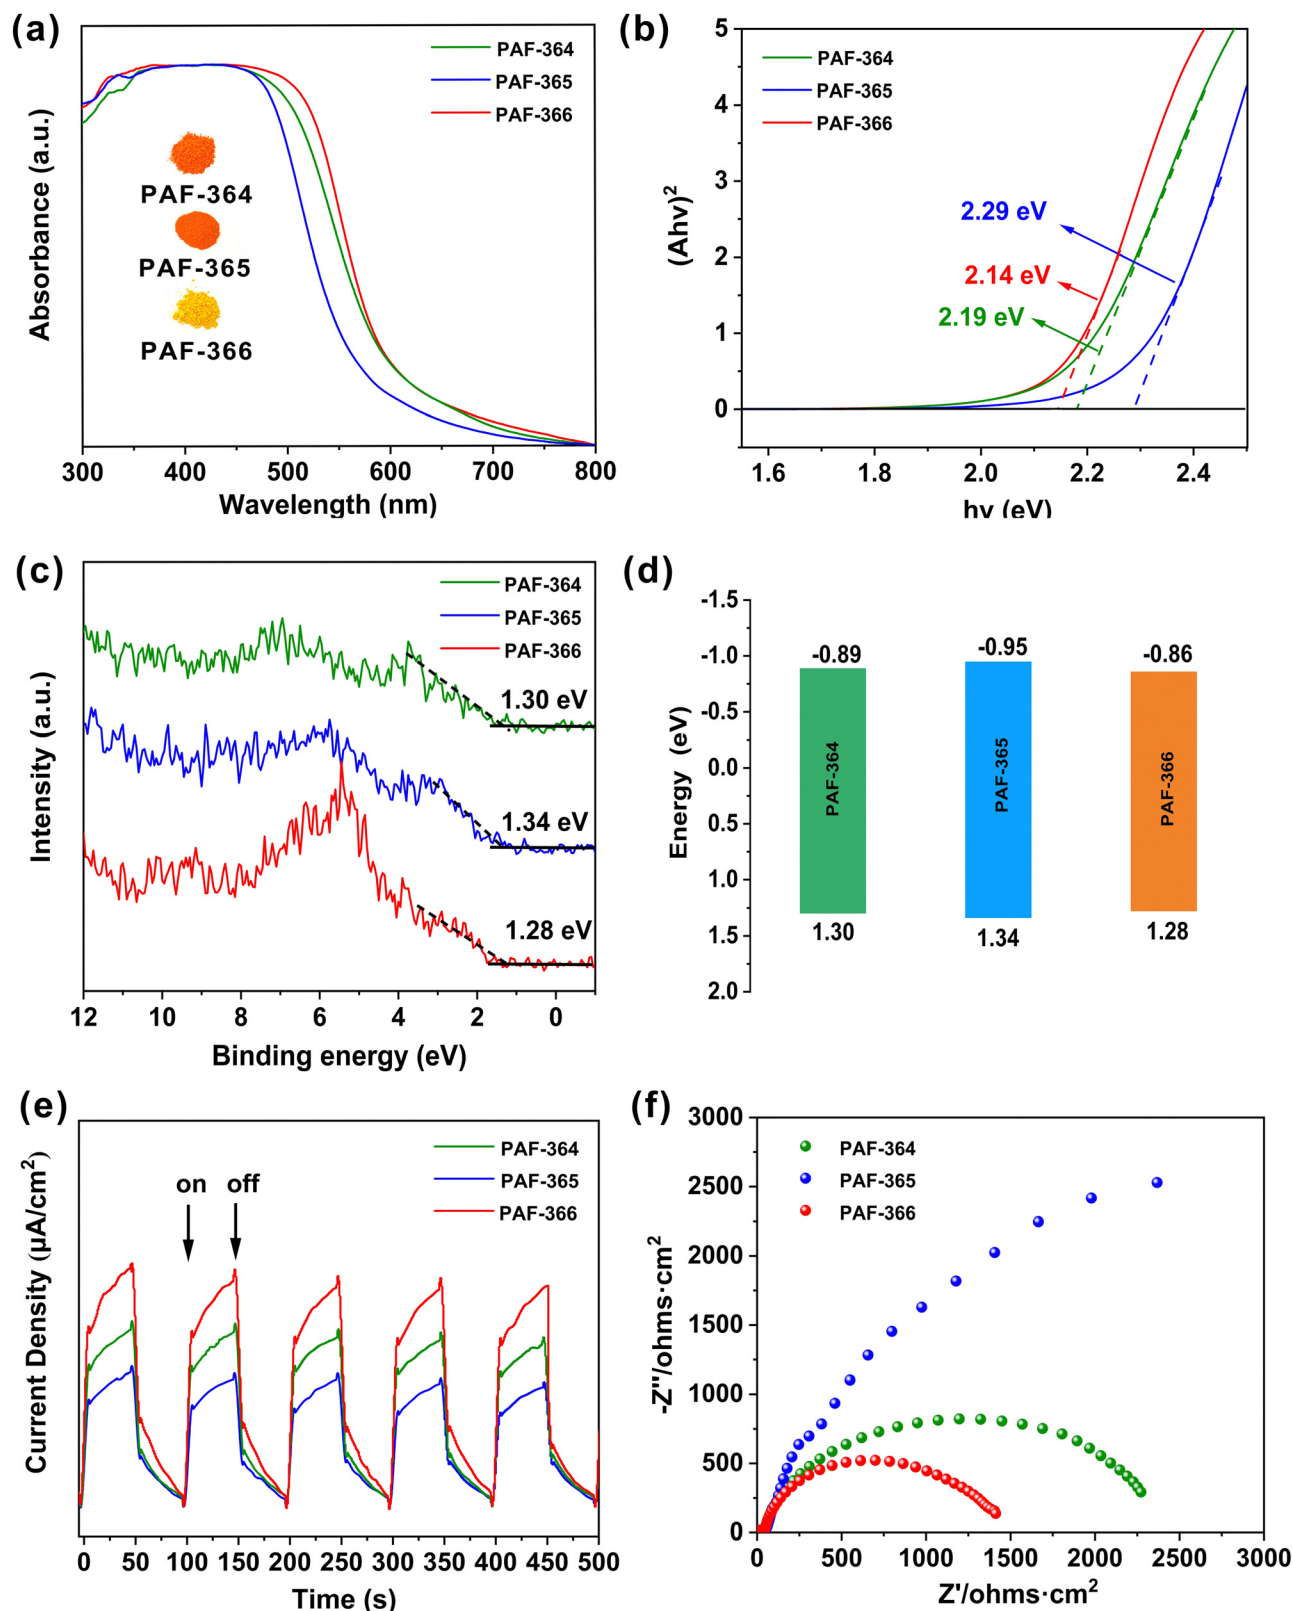 (a)
PAF-364
PAF-365
PAF-366
PAF-364
PAF-365
PAF-366
Absorbance (a.u.)
300 400 500 600 700 800
Wavelength (nm)
(b)
PAF-364
PAF-365
PAF-366
5
4
3
2
1
0
(Ahν)²
2.29 eV
2.14 eV
2.19 eV
1.6 1.8 2.0 2.2 2.4
hν (eV)
(c)
PAF-364
PAF-365
PAF-366
1.30 eV
1.34 eV
1.28 eV
Intensity (a.u.)
12 10 8 6 4 2 0
Binding energy (eV)
(d)
-1.5
-1.0
-0.5
0.0
0.5
1.0
1.5
2.0
Energy (eV)
-0.89 -0.95 -0.86
PAF-364 PAF-365 PAF-366
1.30 1.34 1.28
(e)
PAF-364
PAF-365
PAF-366
on off
Current Density (μA/cm²)
0 50 100 150 200 250 300 350 400 450 500
Time (s)
(f)
PAF-364
PAF-365
PAF-366
3000
2500
2000
1500
1000
500
0
-Z''/ohms·cm²
0 500 1000 1500 2000 2500 3000
Z'/ohms·cm²